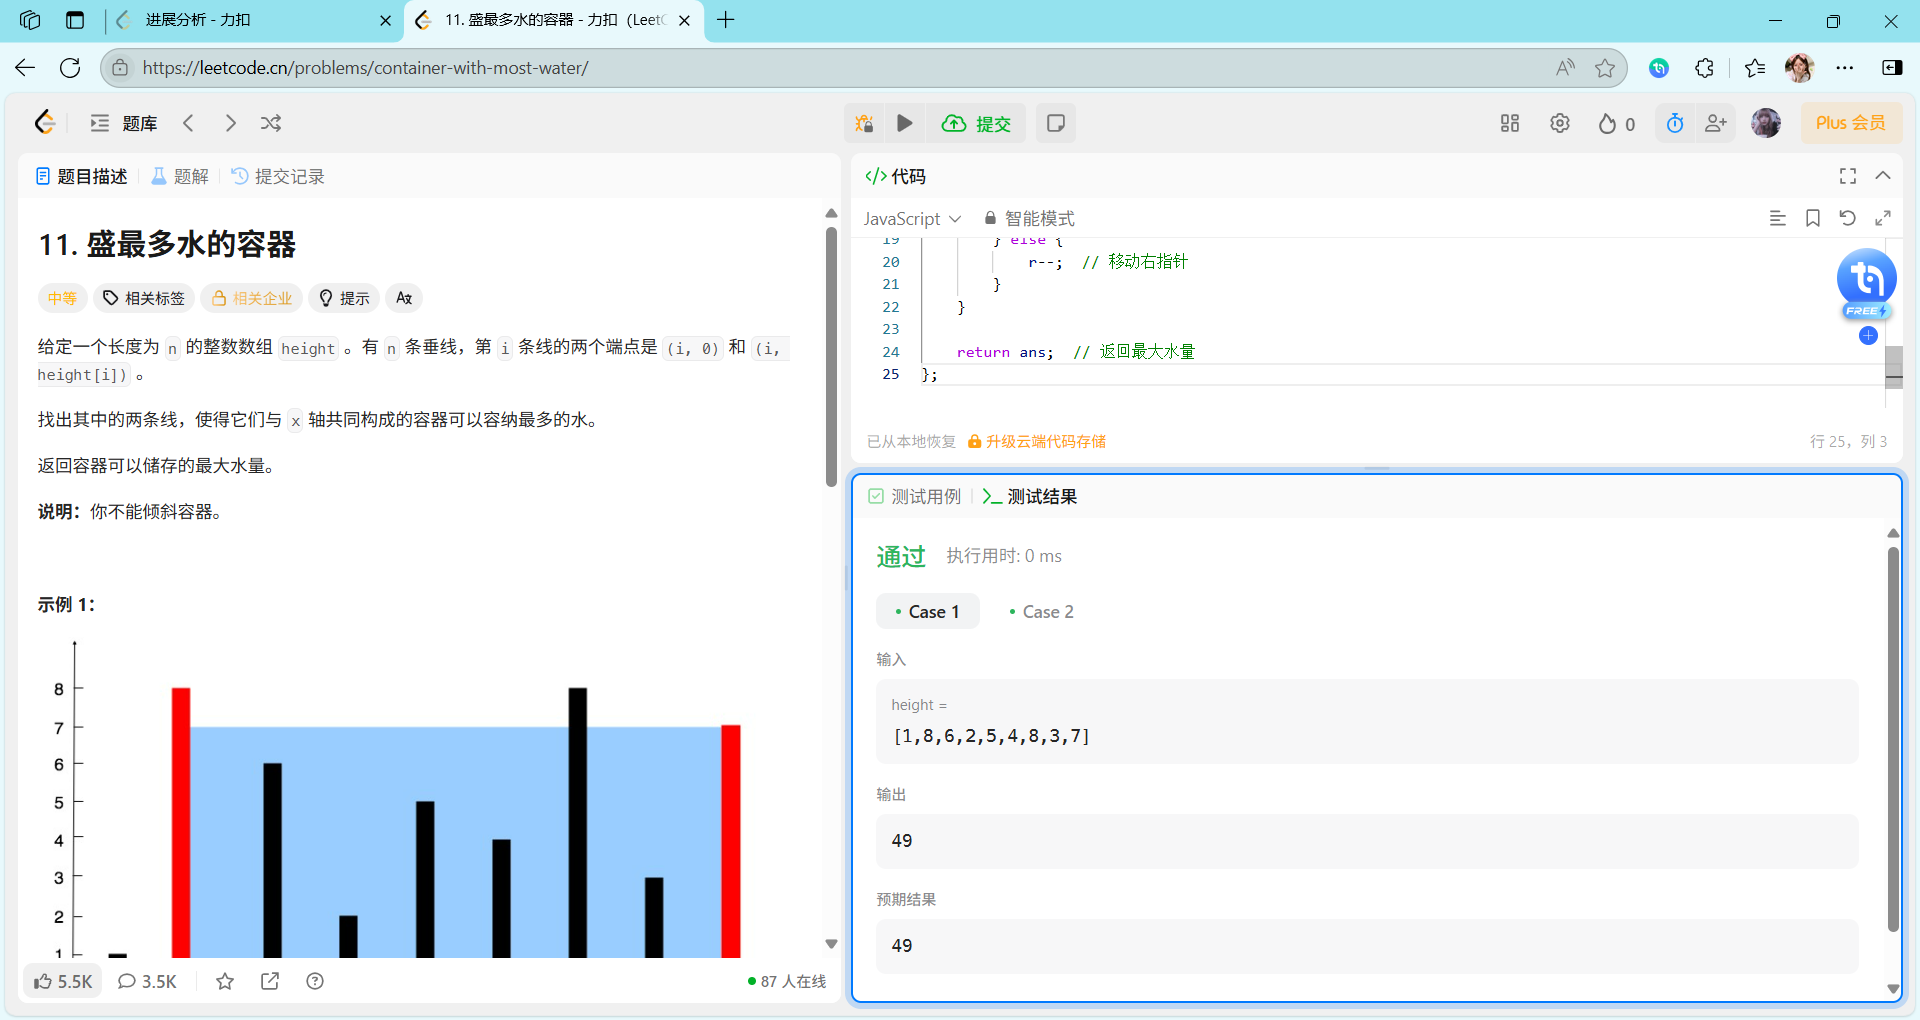 进展分析 - 力扣
11. 盛最多水的容器 - 力扣（LeetC
https://leetcode.cn/problems/container-with-most-water/
题库
提交
0
Plus 会员
题目描述
题解
提交记录
11. 盛最多水的容器
中等
相关标签
相关企业
提示
给定一个长度为 n 的整数数组 height 。有 n 条垂线，第 i 条线的两个端点是 (i, 0) 和 (i,
height[i]) 。
找出其中的两条线，使得它们与 x 轴共同构成的容器可以容纳最多的水。
返回容器可以储存的最大水量。
说明：你不能倾斜容器。
示例 1：
8
7
6
5
4
3
2
1
5.5K
3.5K
87 人在线
</> 代码
JavaScript
智能模式
19 } else {
20 r--; // 移动右指针
21 }
22 }
23
24 return ans; // 返回最大水量
25 };
FREE
已从本地恢复
升级云端代码存储
行 25，列 3
测试用例
测试结果
通过
执行用时: 0 ms
Case 1
Case 2
输入
height =
[1,8,6,2,5,4,8,3,7]
输出
49
预期结果
49